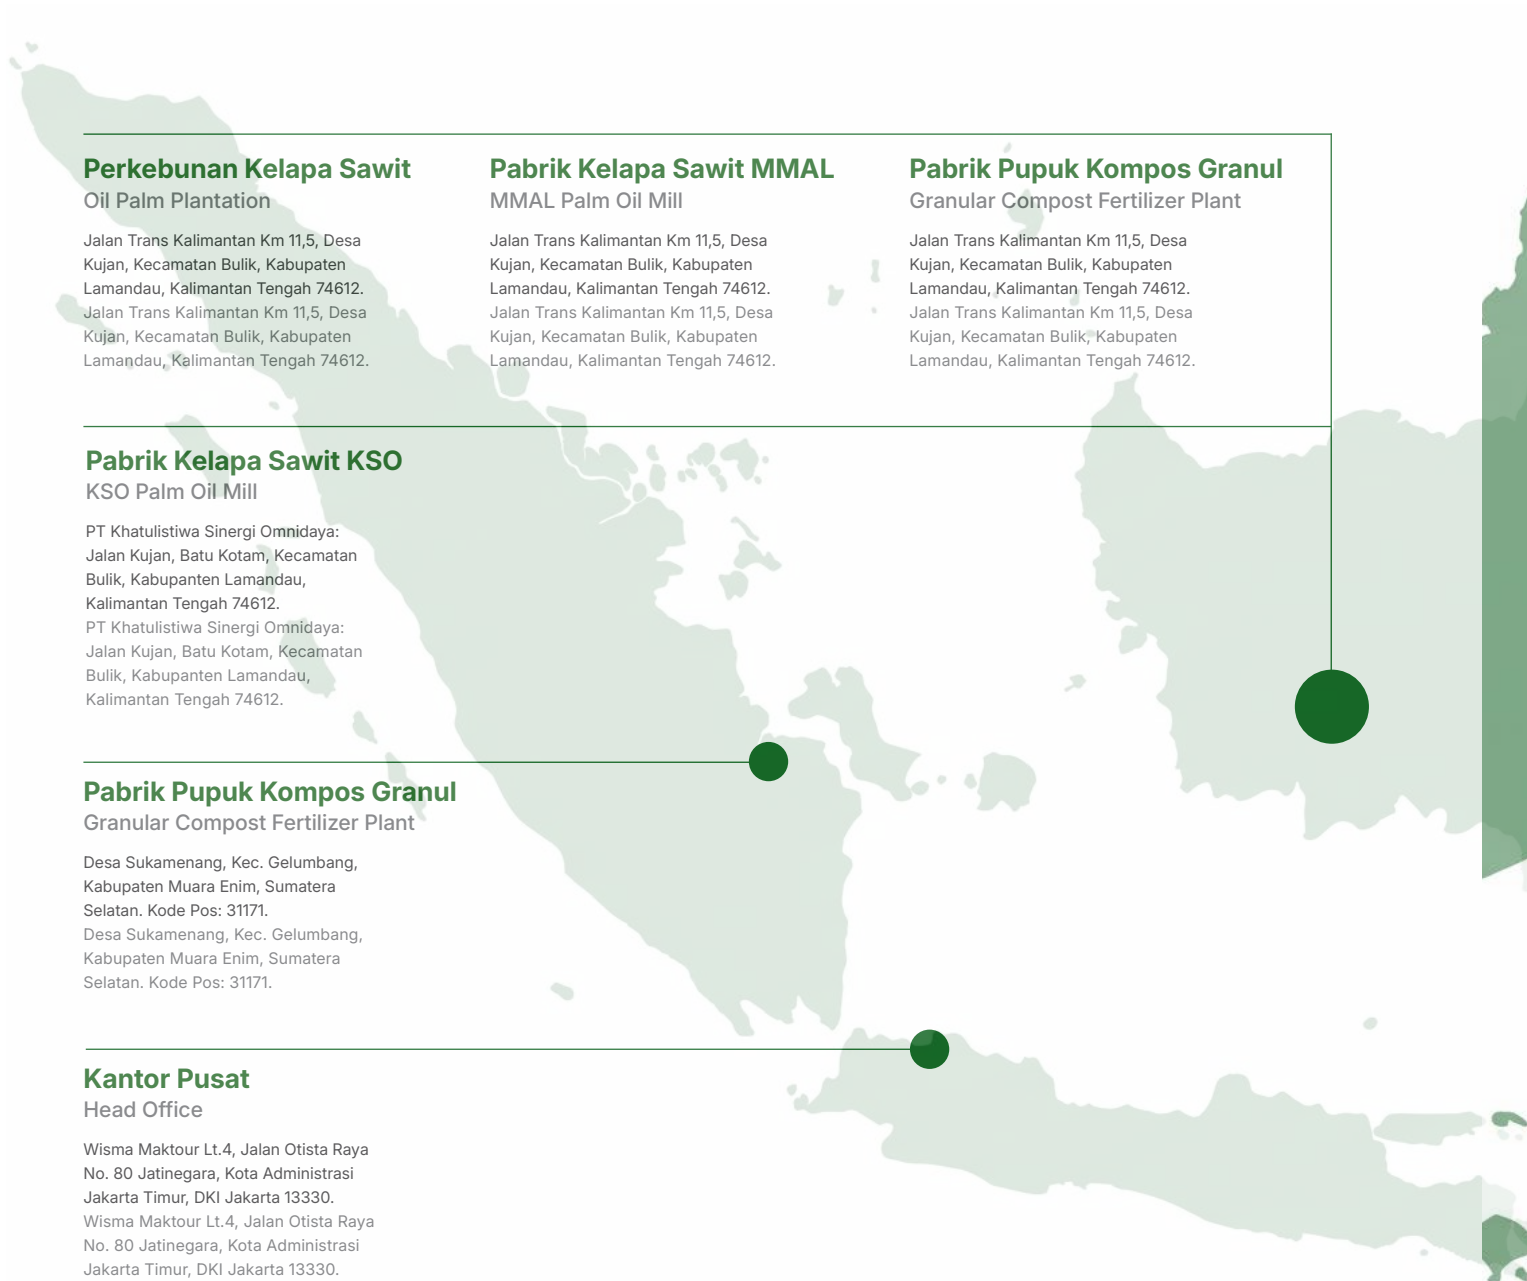 Perkebunan Kelapa Sawit
Oil Palm Plantation
Jalan Trans Kalimantan Km 11,5, Desa
Kujan, Kecamatan Bulik, Kabupaten
Lamandau, Kalimantan Tengah 74612.
Jalan Trans Kalimantan Km 11,5, Desa
Kujan, Kecamatan Bulik, Kabupaten
Lamandau, Kalimantan Tengah 74612.
Pabrik Kelapa Sawit MMAL
MMAL Palm Oil Mill
Jalan Trans Kalimantan Km 11,5, Desa
Kujan, Kecamatan Bulik, Kabupaten
Lamandau, Kalimantan Tengah 74612.
Jalan Trans Kalimantan Km 11,5, Desa
Kujan, Kecamatan Bulik, Kabupaten
Lamandau, Kalimantan Tengah 74612.
Pabrik Pupuk Kompos Granul
Granular Compost Fertilizer Plant
Jalan Trans Kalimantan Km 11,5, Desa
Kujan, Kecamatan Bulik, Kabupaten
Lamandau, Kalimantan Tengah 74612.
Jalan Trans Kalimantan Km 11,5, Desa
Kujan, Kecamatan Bulik, Kabupaten
Lamandau, Kalimantan Tengah 74612.
Pabrik Kelapa Sawit KSO
KSO Palm Oil Mill
PT Khatulistiwa Sinergi Omnidaya:
Jalan Kujan, Batu Kotam, Kecamatan
Bulik, Kabupanten Lamandau,
Kalimantan Tengah 74612.
PT Khatulistiwa Sinergi Omnidaya:
Jalan Kujan, Batu Kotam, Kecamatan
Bulik, Kabupanten Lamandau,
Kalimantan Tengah 74612.
Pabrik Pupuk Kompos Granul
Granular Compost Fertilizer Plant
Desa Sukamenang, Kec. Gelumbang,
Kabupaten Muara Enim, Sumatera
Selatan. Kode Pos: 31171.
Desa Sukamenang, Kec. Gelumbang,
Kabupaten Muara Enim, Sumatera
Selatan. Kode Pos: 31171.
Kantor Pusat
Head Office
Wisma Maktour Lt.4, Jalan Otista Raya
No. 80 Jatinegara, Kota Administrasi
Jakarta Timur, DKI Jakarta 13330.
Wisma Maktour Lt.4, Jalan Otista Raya
No. 80 Jatinegara, Kota Administrasi
Jakarta Timur, DKI Jakarta 13330.